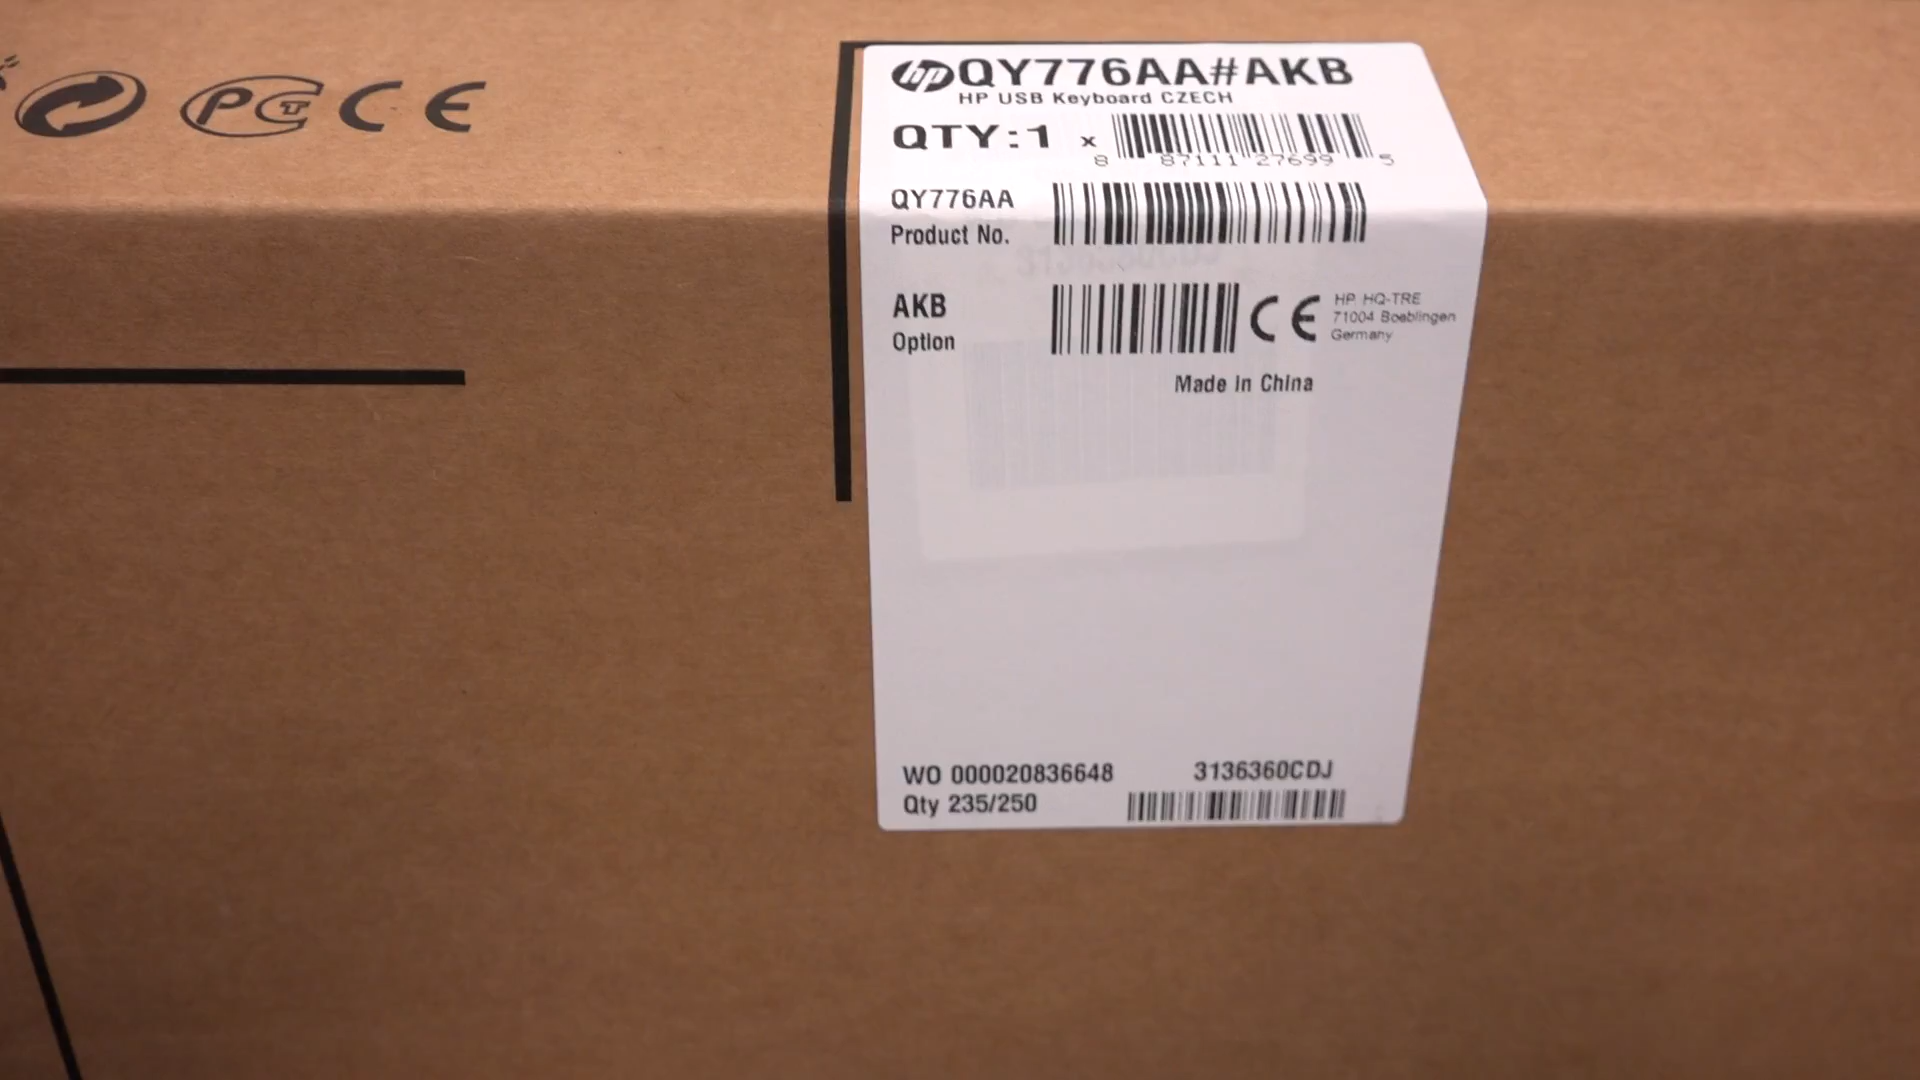 PCT CE
hp QY776AA#AKB
HP USB Keyboard CZECH
QTY:1 x
8 87111 27699 5
QY776AA
Product No.
AKB
Option
CE
HP HQ-TRE
71004 Boeblingen
Germany
Made In China
WO 000020836648
3136360CDJ
Qty 235/250